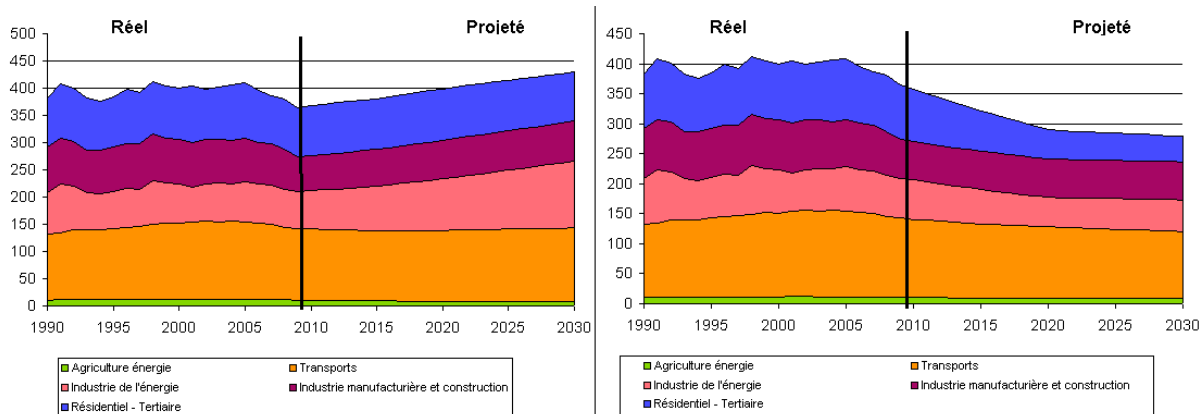 Réel Projeté
500
450
400
350
300
250
200
150
100
50
0
1990 1995 2000 2005 2010 2015 2020 2025 2030
Agriculture énergie Transports
Industrie de l'énergie Industrie manufacturière et construction
Résidentiel - Tertiaire
Réel Projeté
450
400
350
300
250
200
150
100
50
0
1990 1995 2000 2005 2010 2015 2020 2025 2030
Agriculture énergie Transports
Industrie de l'énergie Industrie manufacturière et construction
Résidentiel - Tertiaire